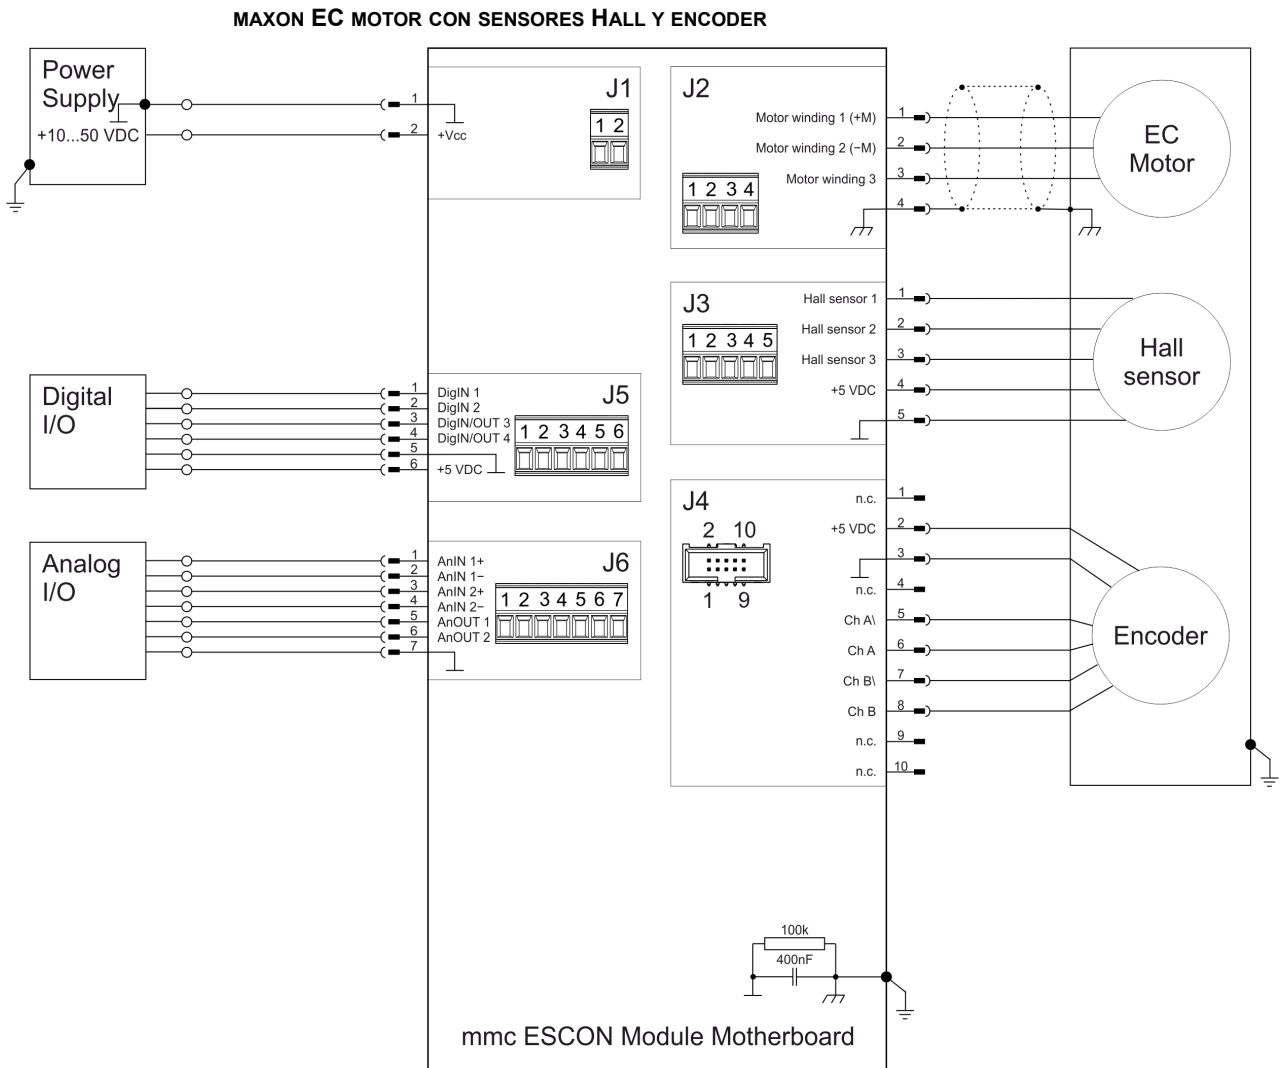 MAXON EC MOTOR CON SENSORES HALL Y ENCODER
Power
Supply
+10...50 VDC
1
2
+Vcc
J1
1 2
J2
1 2 3 4
Motor winding 1 (+M)
Motor winding 2 (−M)
Motor winding 3
1
2
3
4
EC
Motor
J3
1 2 3 4 5
Hall sensor 1
Hall sensor 2
Hall sensor 3
+5 VDC
1
2
3
4
5
Hall
sensor
Digital
I/O
1
2
3
4
5
6
DigIN 1
DigIN 2
DigIN/OUT 3
DigIN/OUT 4
+5 VDC
J5
1 2 3 4 5 6
Analog
I/O
1
2
3
4
5
6
7
AnIN 1+
AnIN 1−
AnIN 2+
AnIN 2−
AnOUT 1
AnOUT 2
J6
1 2 3 4 5 6 7
J4
2 10
1 9
n.c.
+5 VDC
n.c.
Ch A\
Ch A
Ch B\
Ch B
n.c.
n.c.
1
2
3
4
5
6
7
8
9
10
Encoder
100k
400nF
mmc ESCON Module Motherboard